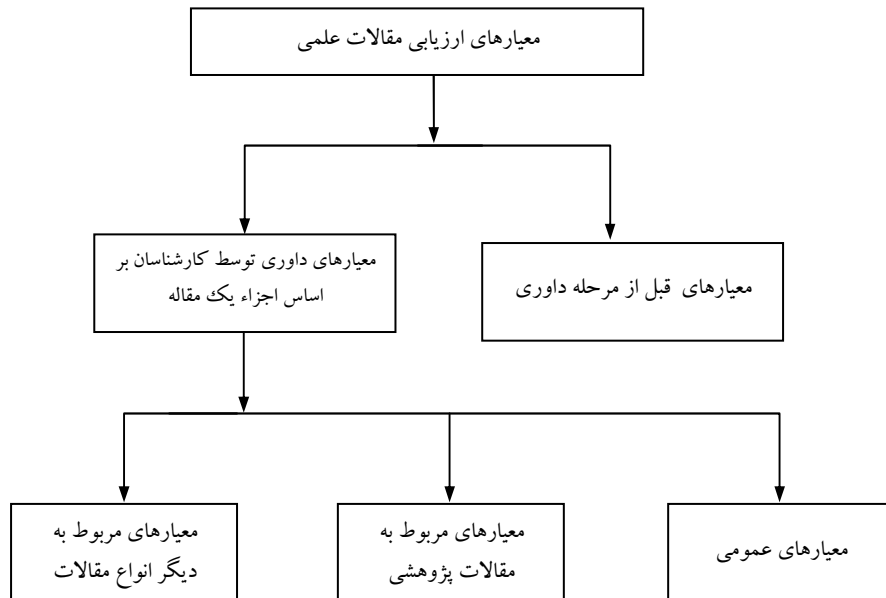 معیارهای ارزیابی مقالات علمی
معیارهای قبل از مرحله داوری
معیارهای داوری توسط کارشناسان بر
اساس اجزاء یک مقاله
معیارهای عمومی
معیارهای مربوط به
مقالات پژوهشی
معیارهای مربوط به
دیگر انواع مقالات